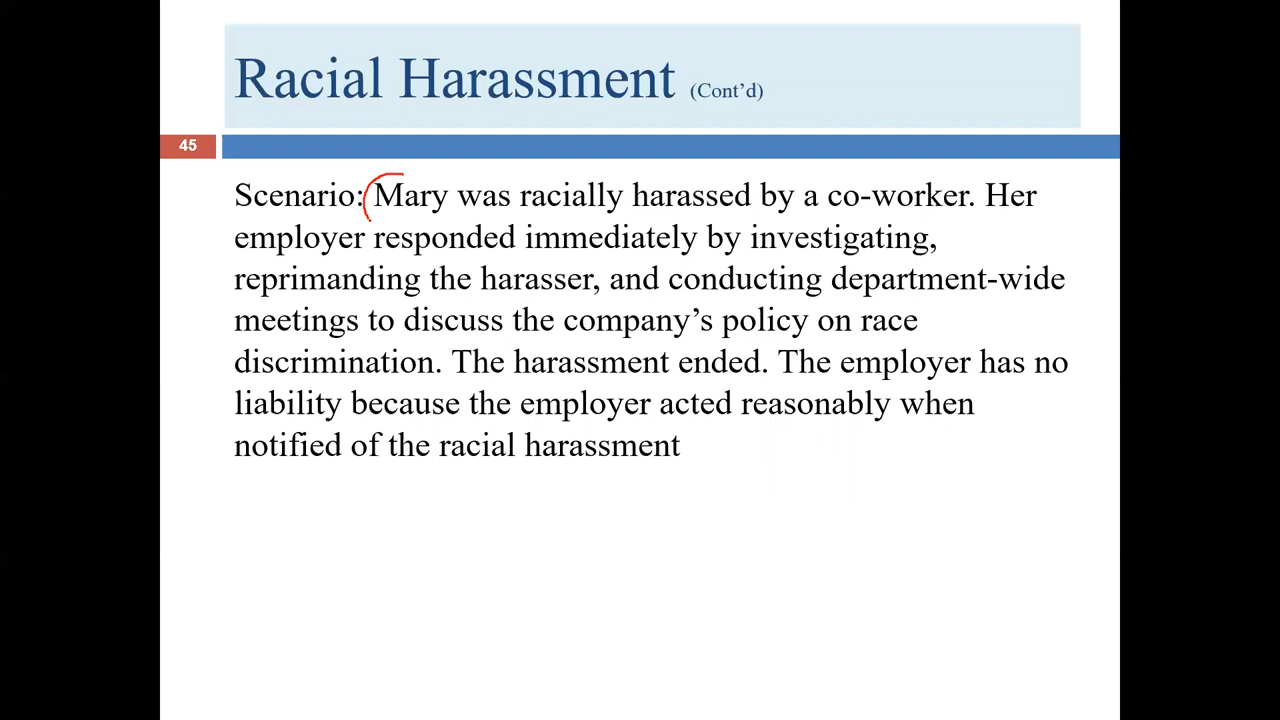 Racial Harassment (Cont’d)
45
Scenario: Mary was racially harassed by a co-worker. Her
employer responded immediately by investigating,
reprimanding the harasser, and conducting department-wide
meetings to discuss the company’s policy on race
discrimination. The harassment ended. The employer has no
liability because the employer acted reasonably when
notified of the racial harassment